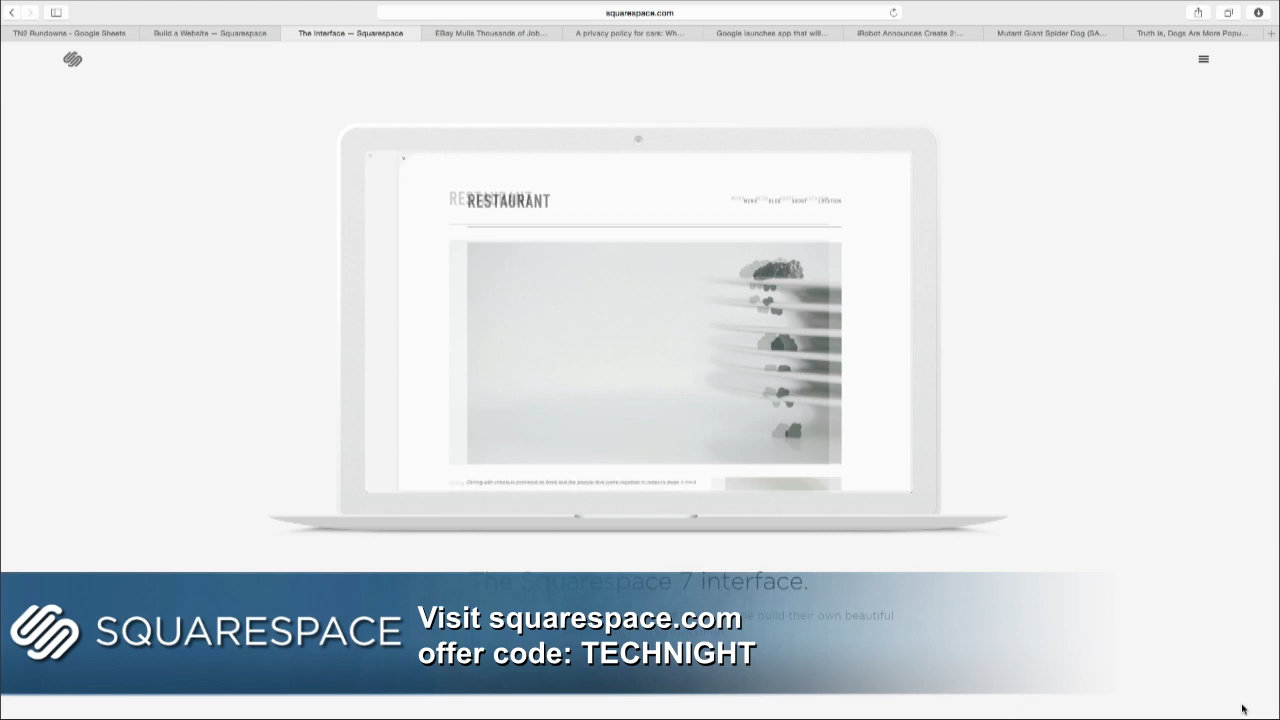 squarespace.com
TN2 Rundowns - Google Sheets
Build a Website — Squarespace
The Interface — Squarespace
EBay Mulls Thousands of Job...
A privacy policy for cars: Wh...
Google launches app that will...
iRobot Announces Create 2:...
Mutant Giant Spider Dog (SA...
Truth Is, Dogs Are More Popu...
RESTAURANT
MENU BLOG ABOUT LOCATION
The Squarespace 7 interface.
build their own beautiful
SQUARESPACE
Visit squarespace.com
offer code: TECHNIGHT